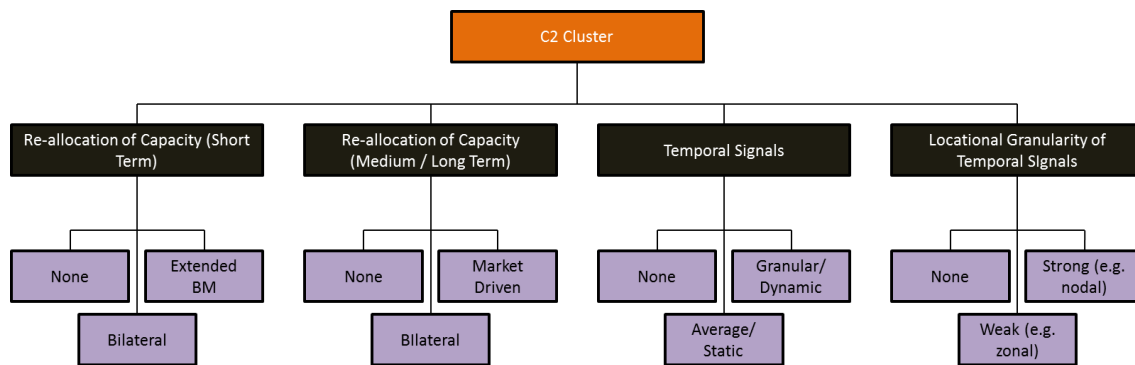 C2 Cluster
Re-allocation of Capacity (Short
Term)
Re-allocation of Capacity
(Medium / Long Term)
Temporal Signals
Locational Granularity of
Temporal SIgnals
None
Extended
BM
Bilateral
None
Market
Driven
BIlateral
None
Granular/
Dynamic
Average/
Static
None
Strong (e.g.
nodal)
Weak (e.g.
zonal)